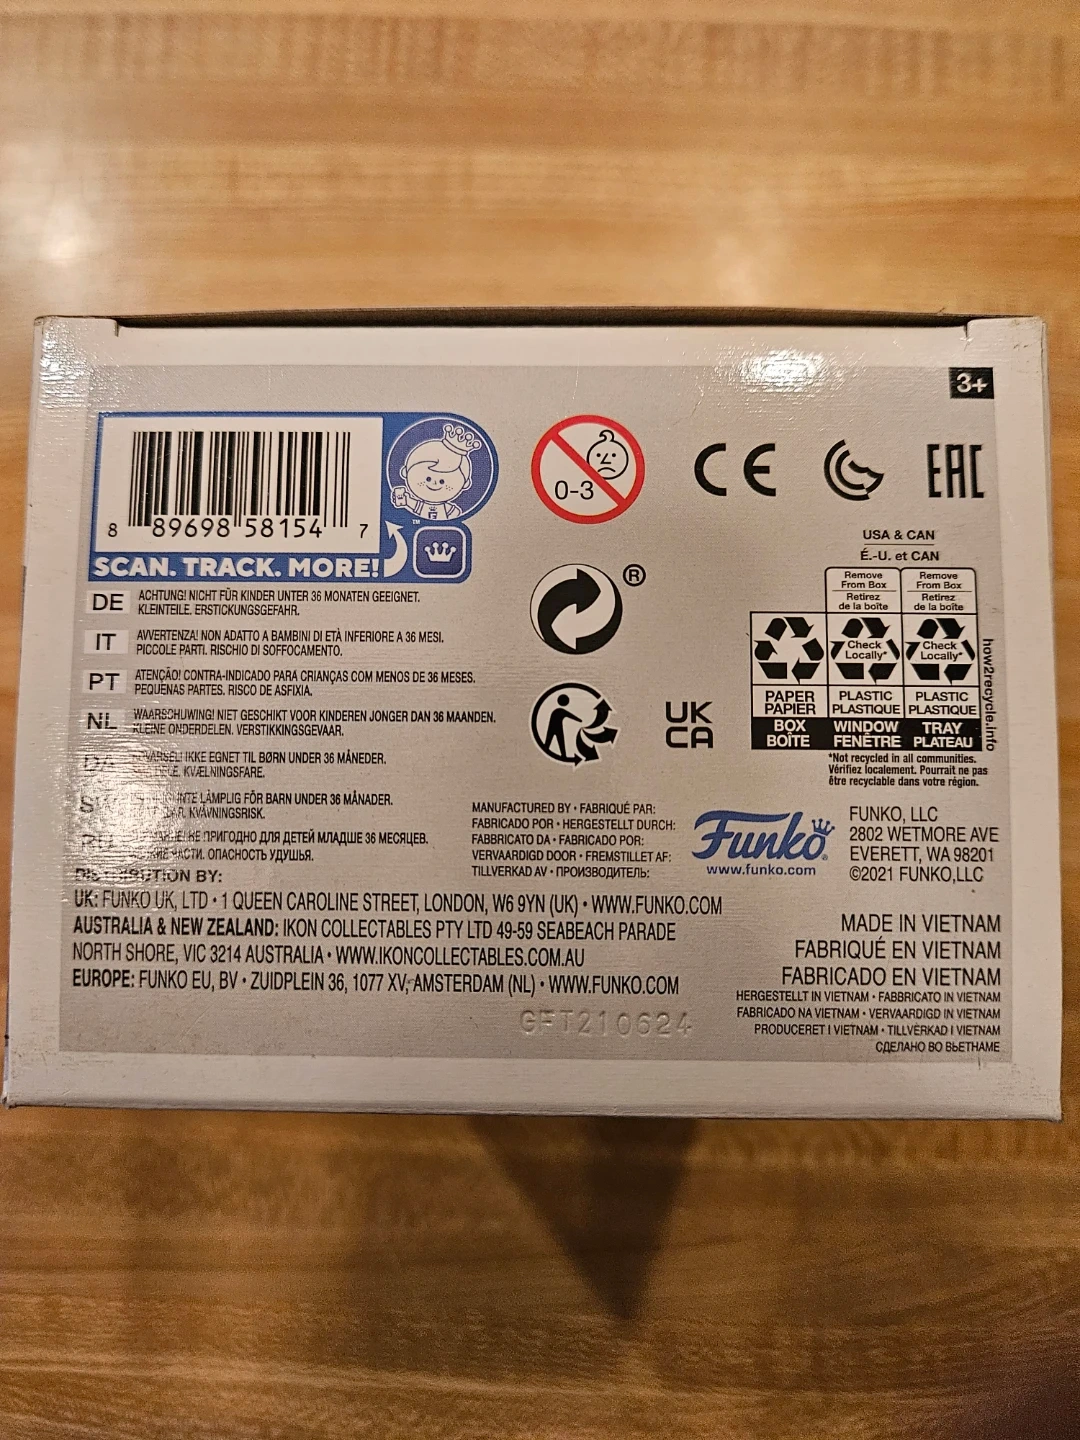 3+
8 89698 58154 7
™
SCAN. TRACK. MORE!
0-3
CE
EAC
®
UK
CA
USA & CAN
É.-U. et CAN
Remove From Box
Retirez de la boîte
Remove From Box
Retirez de la boîte
Check Locally*
Check Locally*
PAPER
PAPIER
BOX
BOÎTE
PLASTIC
PLASTIQUE
WINDOW
FENÊTRE
PLASTIC
PLASTIQUE
TRAY
PLATEAU
how2recycle.info
*Not recycled in all communities.
Vérifiez localement. Pourrait ne pas
être recyclable dans votre région.
DE ACHTUNG! NICHT FÜR KINDER UNTER 36 MONATEN GEEIGNET.
KLEINTEILE. ERSTICKUNGSGEFAHR.
IT AVVERTENZA! NON ADATTO A BAMBINI DI ETÀ INFERIORE A 36 MESI.
PICCOLE PARTI. RISCHIO DI SOFFOCAMENTO.
PT ATENÇÃO! CONTRA-INDICADO PARA CRIANÇAS COM MENOS DE 36 MESES.
PEQUENAS PARTES. RISCO DE ASFIXIA.
NL WAARSCHUWING! NIET GESCHIKT VOOR KINDEREN JONGER DAN 36 MAANDEN.
KLEINE ONDERDELEN. VERSTIKKINGSGEVAAR.
DA IKKE EGNET TIL BØRN UNDER 36 MÅNEDER.
KVÆLNINGSFARE.
SW LÄMPLIG FÖR BARN UNDER 36 MÅNADER.
KVÄVNINGSRISK.
RU ПРИГОДНО ДЛЯ ДЕТЕЙ МЛАДШЕ 36 МЕСЯЦЕВ.
ЧАСТИ. ОПАСНОСТЬ УДУШЬЯ.
MANUFACTURED BY • FABRIQUÉ PAR:
FABRICADO POR • HERGESTELLT DURCH:
FABBRICATO DA • FABRICADO POR:
VERVAARDIGD DOOR • FREMSTILLET AF:
TILLVERKAD AV • ПРОИЗВОДИТЕЛЬ:
Funko®
www.funko.com
FUNKO, LLC
2802 WETMORE AVE
EVERETT, WA 98201
©2021 FUNKO,LLC
DISTRIBUTION BY:
UK: FUNKO UK, LTD • 1 QUEEN CAROLINE STREET, LONDON, W6 9YN (UK) • WWW.FUNKO.COM
AUSTRALIA & NEW ZEALAND: IKON COLLECTABLES PTY LTD 49-59 SEABEACH PARADE
NORTH SHORE, VIC 3214 AUSTRALIA • WWW.IKONCOLLECTABLES.COM.AU
EUROPE: FUNKO EU, BV • ZUIDPLEIN 36, 1077 XV, AMSTERDAM (NL) • WWW.FUNKO.COM
GFT210624
MADE IN VIETNAM
FABRIQUÉ EN VIETNAM
FABRICADO EN VIETNAM
HERGESTELLT IN VIETNAM • FABBRICATO IN VIETNAM
FABRICADO NA VIETNAM • VERVAARDIGD IN VIETNAM
PRODUCERET I VIETNAM • TILLVERKAD I VIETNAM
СДЕЛАНО ВО ВЬЕТНАМЕ